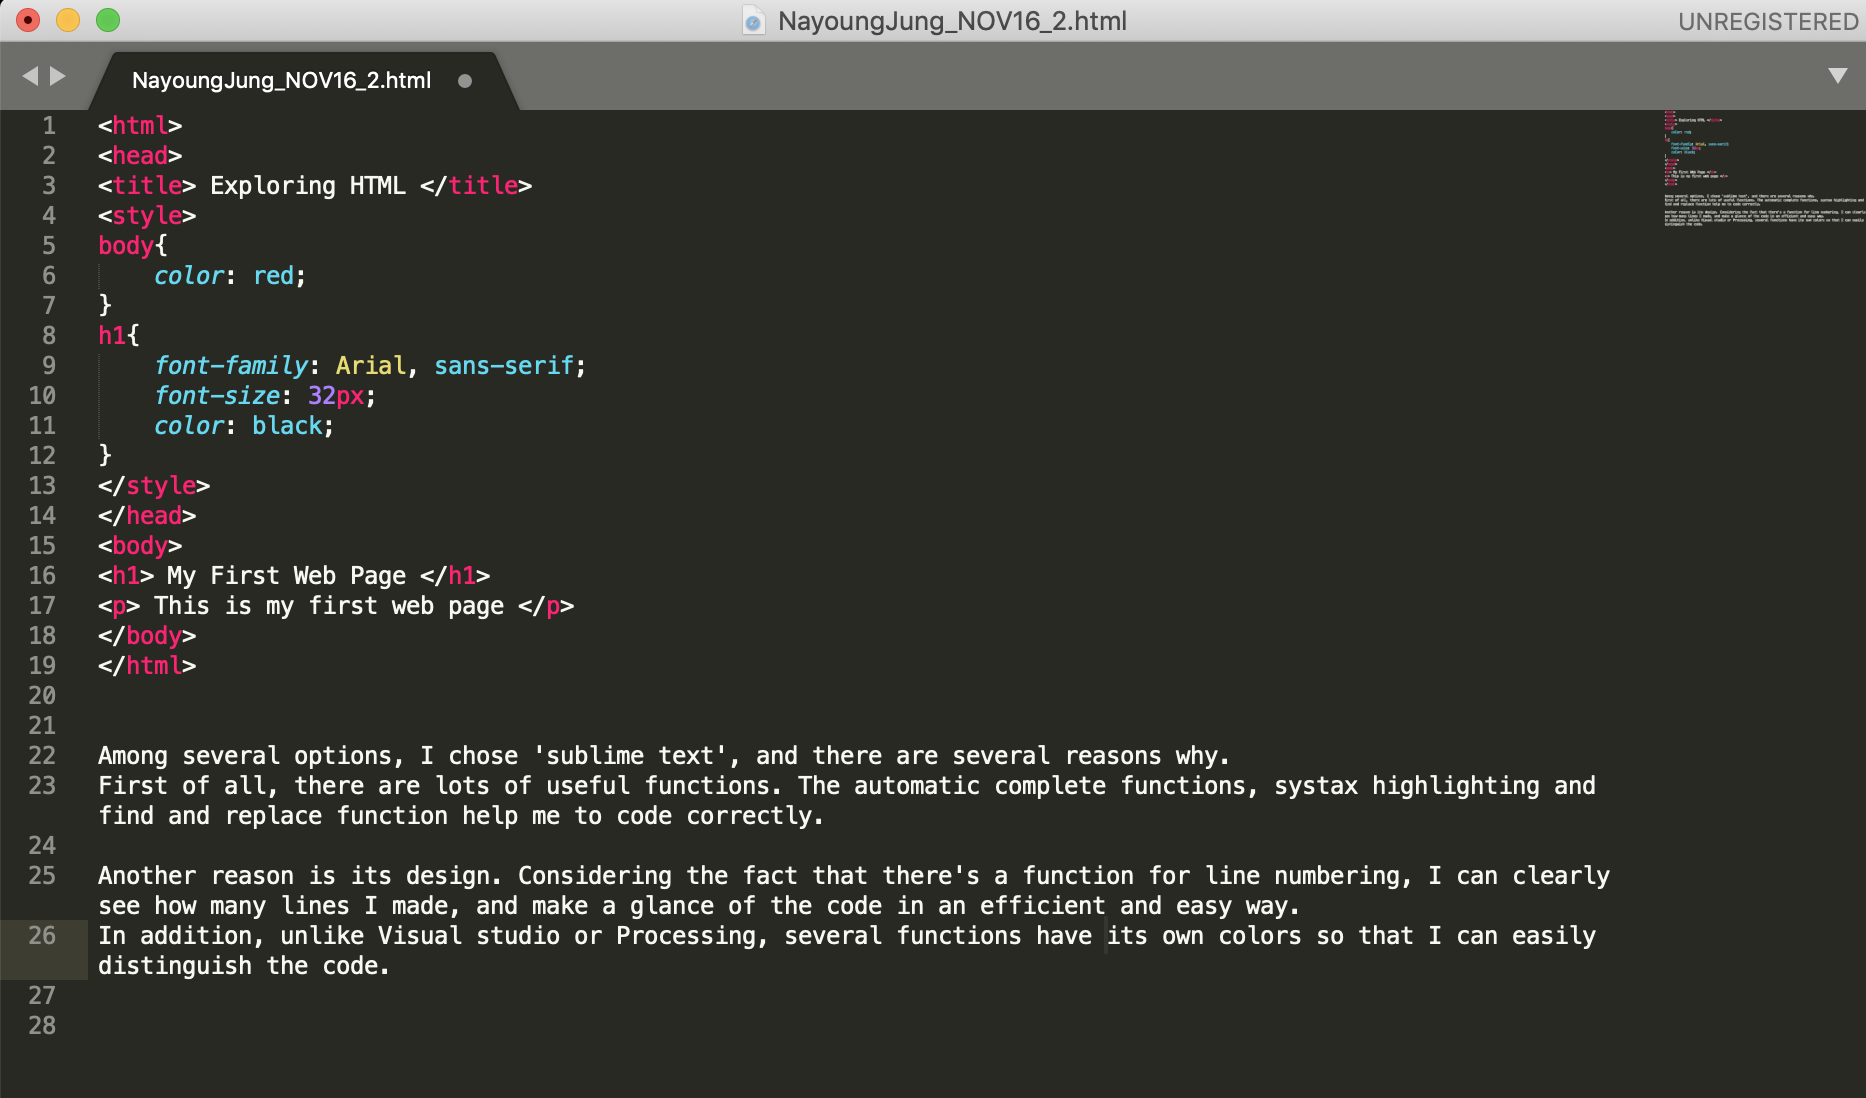 NayoungJung_NOV16_2.html
UNREGISTERED
NayoungJung_NOV16_2.html
1 <html>
2 <head>
3 <title> Exploring HTML </title>
4 <style>
5 body{
6 color: red;
7 }
8 h1{
9 font-family: Arial, sans-serif;
10 font-size: 32px;
11 color: black;
12 }
13 </style>
14 </head>
15 <body>
16 <h1> My First Web Page </h1>
17 <p> This is my first web page </p>
18 </body>
19 </html>
20
21
22 Among several options, I chose 'sublime text', and there are several reasons why.
23 First of all, there are lots of useful functions. The automatic complete functions, systax highlighting and
find and replace function help me to code correctly.
24
25 Another reason is its design. Considering the fact that there's a function for line numbering, I can clearly
see how many lines I made, and make a glance of the code in an efficient and easy way.
26 In addition, unlike Visual studio or Processing, several functions have its own colors so that I can easily
distinguish the code.
27
28